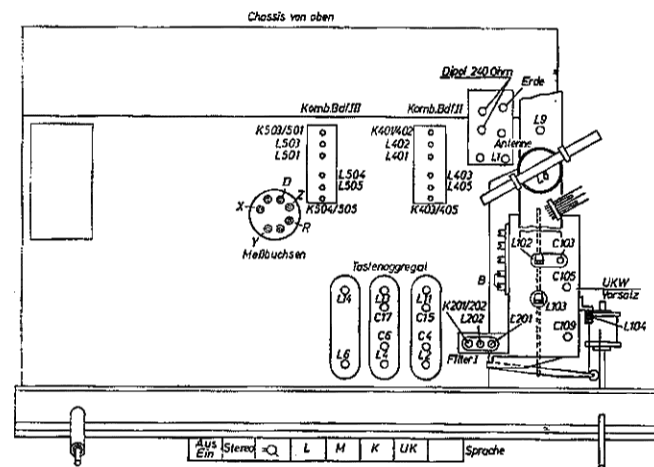 Chassis von oben
Dipol 240 Ohm
Erde
Komb.Bdf.III
Komb.Bdf.II
K503/501
L503
L501
L504
L505
K504/505
K401/402
L402
L401
L403
L405
K403/405
Antenne
L1
L9
L8
D
Z
X
R
Y
Meßbuchsen
L102
C103
B
C105
UKW
Vorsatz
L103
L104
C109
Tastenaggregat
L14
L13
L11
C17
C15
K201/202
L202
L201
C6
C4
L6
L4
L2
Filter I
Aus
Ein
Stereo
L
M
K
UK
Sprache